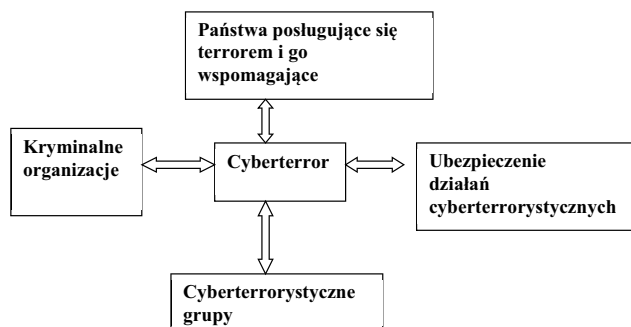 Państwa posługujące się
terrorem i go
wspomagające
Kryminalne
organizacje
Cyberterror
Ubezpieczenie
działań
cyberterrorystycznych
Cyberterrorystyczne
grupy